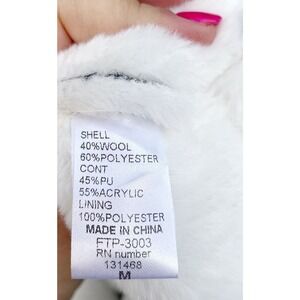 SHELL
40%WOOL
60%POLYESTER
CONT
45%PU
55%ACRYLIC
LINING
100%POLYESTER
MADE IN CHINA
FTP-3003
RN number
131468
M